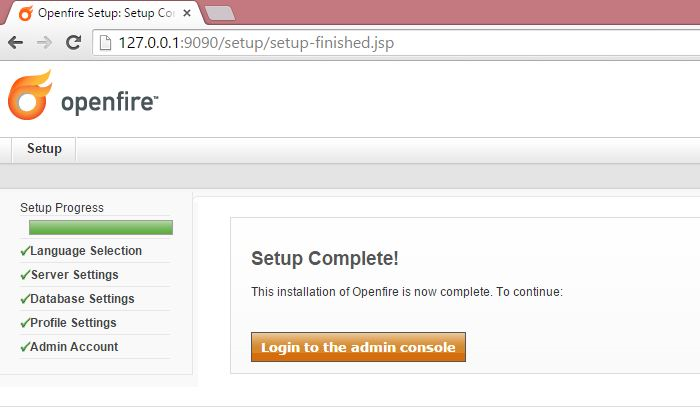 Openfire Setup: Setup Con
127.0.0.1:9090/setup/setup-finished.jsp
openfire™
Setup
Setup Progress
Language Selection
Server Settings
Database Settings
Profile Settings
Admin Account
Setup Complete!
This installation of Openfire is now complete. To continue:
Login to the admin console